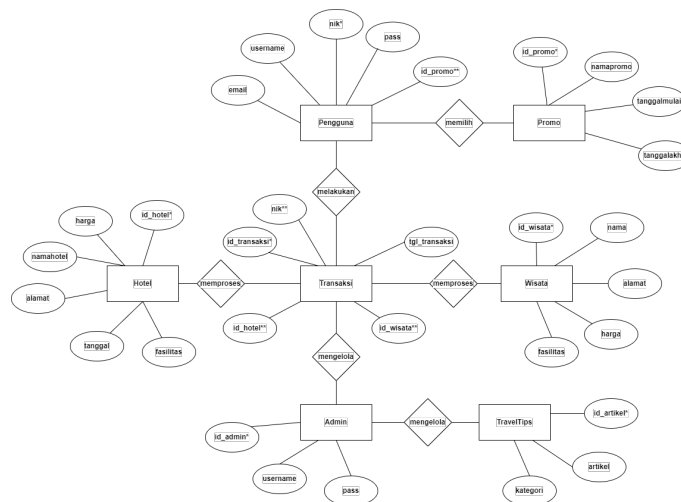 nik*
username
pass
id_promo*
namapromo
email
id_promo**
tanggalmulai
Pengguna
memilih
Promo
tanggalakh
melakukan
nik**
harga
id_hotel*
id_transaksi*
tgl_transaksi
id_wisata*
nama
namahotel
Hotel
memproses
Transaksi
memproses
Wisata
alamat
alamat
tanggal
fasilitas
id_hotel**
id_wisata**
fasilitas
harga
mengelola
id_admin*
Admin
mengelola
TravelTips
id_artikel*
username
pass
kategori
artikel